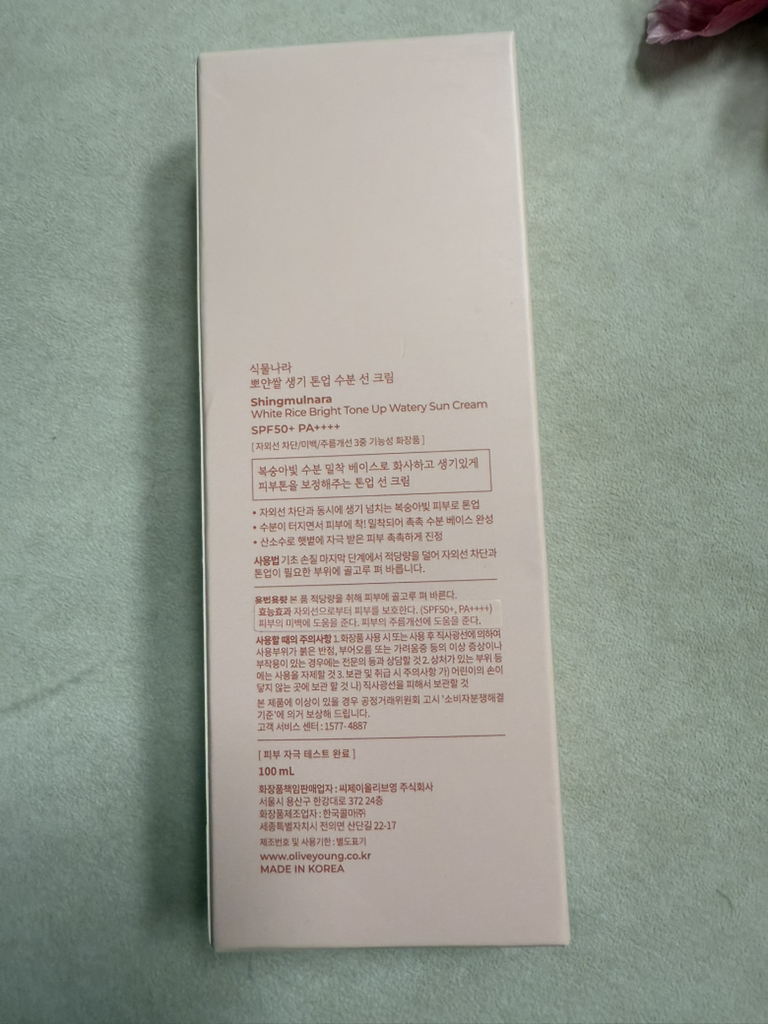 식물나라
뽀얀쌀 생기 톤업 수분 선 크림
Shingmulnara
White Rice Bright Tone Up Watery Sun Cream
SPF50+ PA++++
[ 자외선 차단/미백/주름개선 3중 기능성 화장품 ]
복숭아빛 수분 밀착 베이스로 화사하고 생기있게
피부톤을 보정해주는 톤업 선 크림
• 자외선 차단과 동시에 생기 넘치는 복숭아빛 피부로 톤업
• 수분이 터지면서 피부에 착! 밀착되어 촉촉 수분 베이스 완성
• 산소수로 햇볕에 자극 받은 피부 촉촉하게 진정
사용법 기초 손질 마지막 단계에서 적당량을 덜어 자외선 차단과
톤업이 필요한 부위에 골고루 펴 바릅니다.
용법용량 본 품 적당량을 취해 피부에 골고루 펴 바른다.
효능효과 자외선으로부터 피부를 보호한다. (SPF50+, PA++++)
피부의 미백에 도움을 준다. 피부의 주름개선에 도움을 준다.
사용할 때의 주의사항 1. 화장품 사용 시 또는 사용 후 직사광선에 의하여
사용부위가 붉은 반점, 부어오름 또는 가려움증 등의 이상 증상이나
부작용이 있는 경우에는 전문의 등과 상담할 것 2. 상처가 있는 부위 등
에는 사용을 자제할 것 3. 보관 및 취급 시 주의사항 가) 어린이의 손이
닿지 않는 곳에 보관 할 것 나) 직사광선을 피해서 보관할 것
본 제품에 이상이 있을 경우 공정거래위원회 고시 '소비자분쟁해결
기준'에 의거 보상해 드립니다.
고객 서비스 센터 : 1577-4887
[ 피부 자극 테스트 완료 ]
100 mL
화장품책임판매업자 : 씨제이올리브영 주식회사
서울시 용산구 한강대로 372 24층
화장품제조업자 : 한국콜마㈜
세종특별자치시 전의면 산단길 22-17
제조번호 및 사용기한 : 별도표기
www.oliveyoung.co.kr
MADE IN KOREA